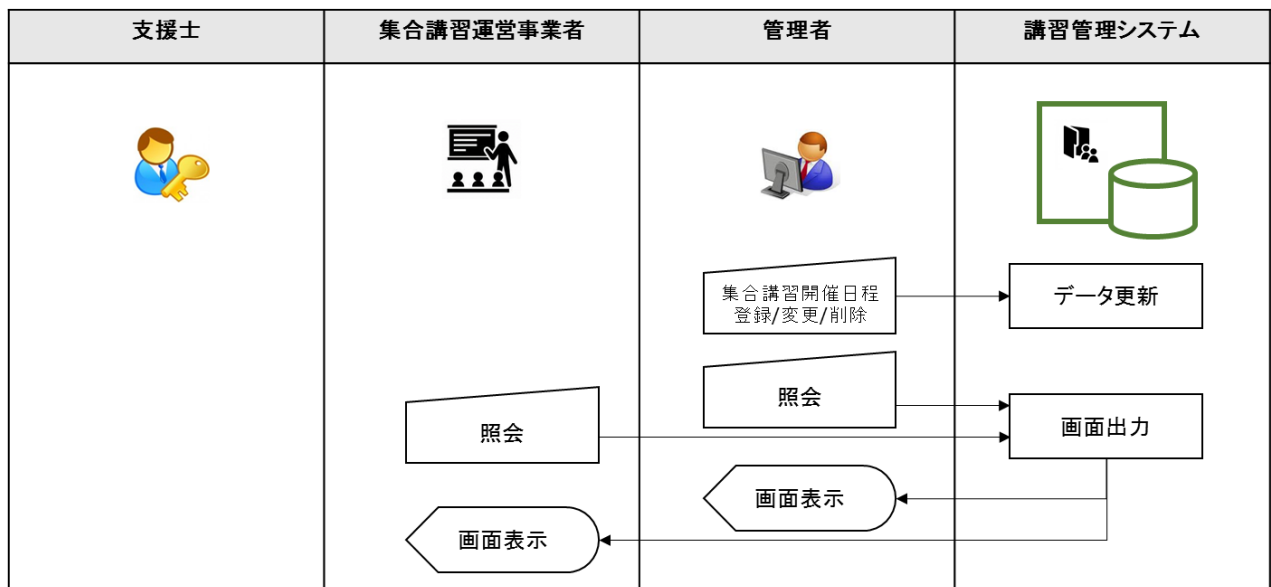 支援士
集合講習運営事業者
管理者
講習管理システム
集合講習開催日程
登録/変更/削除
データ更新
照会
照会
画面出力
画面表示
画面表示